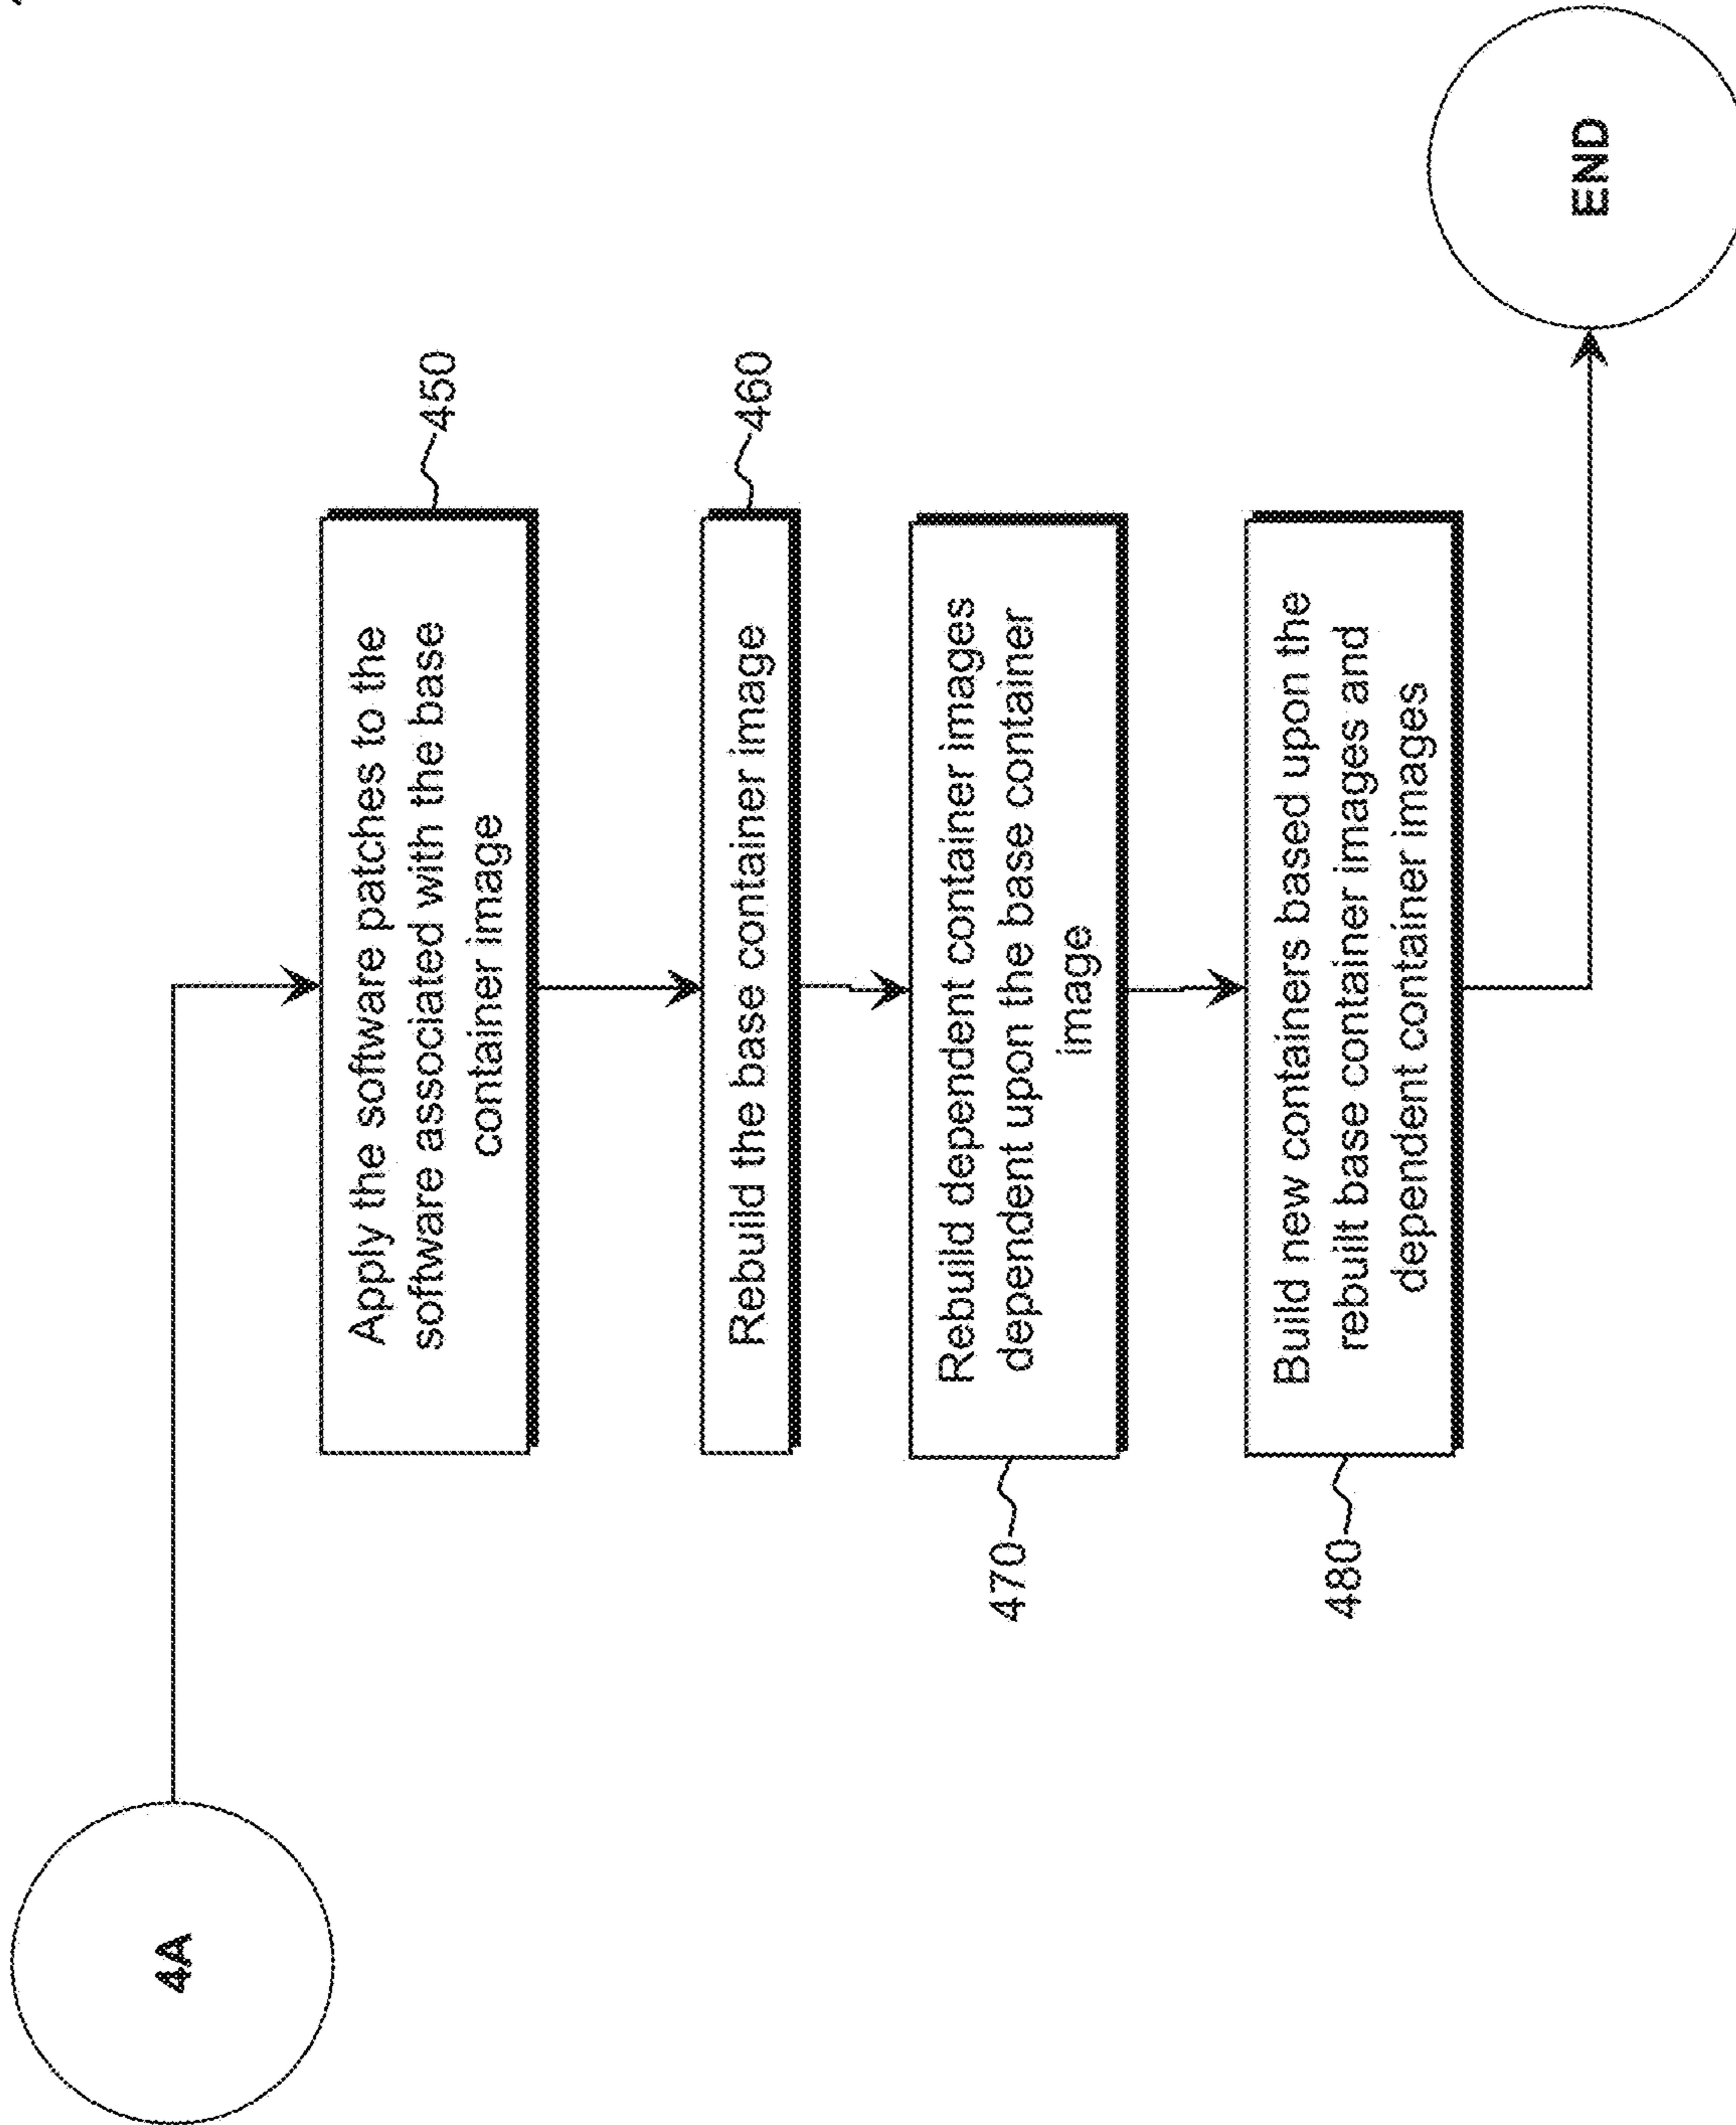 4A
Apply the software patches to the
software associated with the base
container image
450
Rebuild the base container image
460
Rebuild dependent container images
dependent upon the base container
image
470
Build new containers based upon the
rebuilt base container images and
dependent container images
480
END